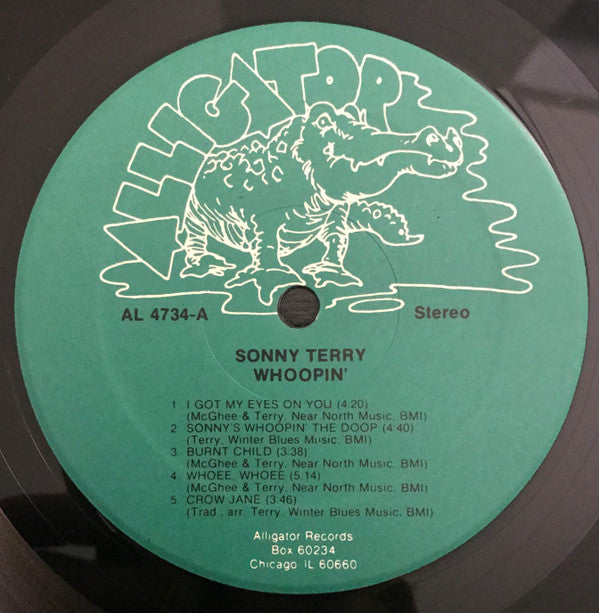 ALLIGATOR
AL 4734-A
Stereo
SONNY TERRY
WHOOPIN'
1 I GOT MY EYES ON YOU (4:20)
(McGhee & Terry, Near North Music, BMI)
2 SONNY'S WHOOPIN' THE DOOP (4:40)
(Terry, Winter Blues Music, BMI)
3 BURNT CHILD (3:38)
(McGhee & Terry, Near North Music, BMI)
4 WHOEE, WHOEE (5:14)
(McGhee & Terry, Near North Music, BMI)
5 CROW JANE (3:46)
(Trad., arr. Terry, Winter Blues Music, BMI)
Alligator Records
Box 60234
Chicago IL 60660